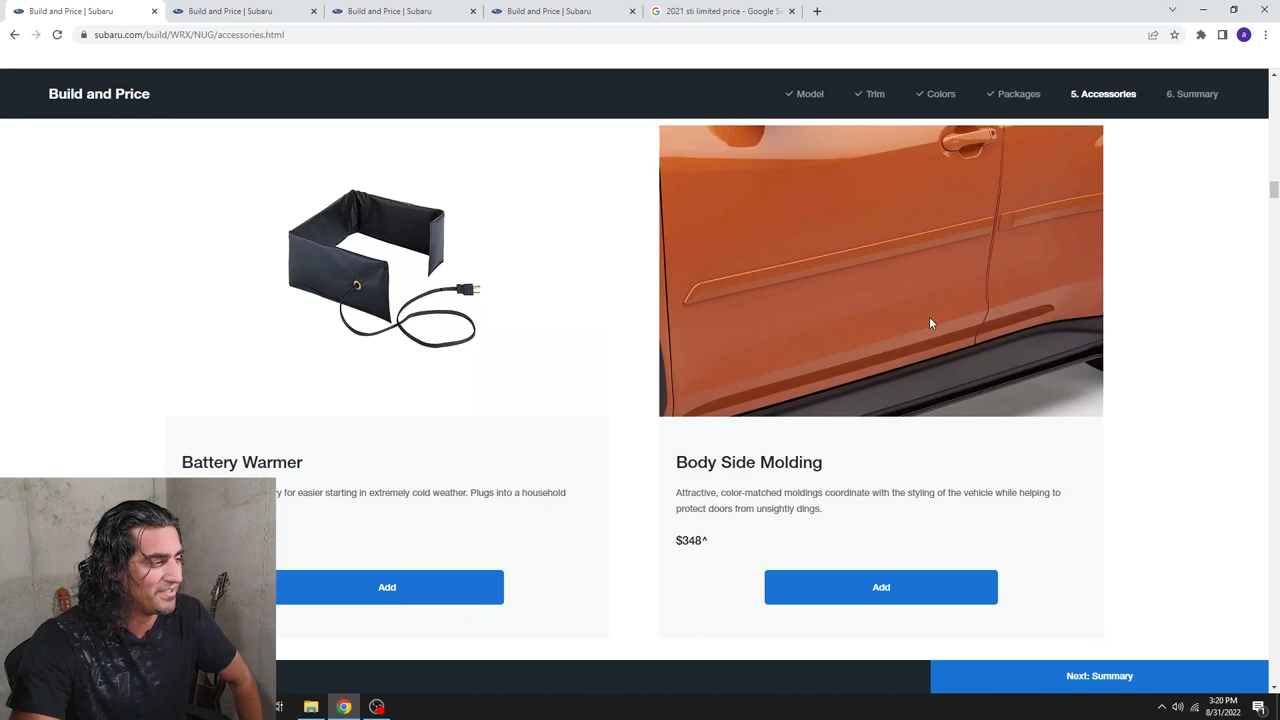 Build and Price | Subaru
Build and Price | Subaru
Build and Price | Subaru
Build and Price | Subaru
2021 sti limited price - Google Se
subaru.com/build/WRX/NUG/accessories.html
a
Build and Price
Model
Trim
Colors
Packages
5. Accessories
6. Summary
Battery Warmer
y for easier starting in extremely cold weather. Plugs into a household
Add
Body Side Molding
Attractive, color-matched moldings coordinate with the styling of the vehicle while helping to
protect doors from unsightly dings.
$348^
Add
Next: Summary
3:20 PM
8/31/2022
1